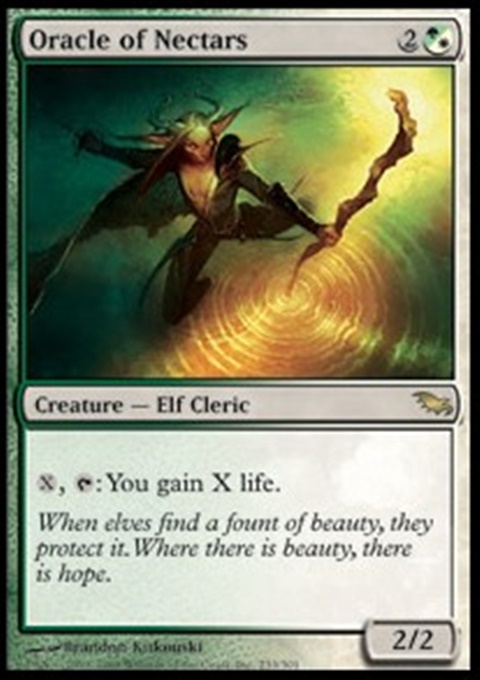 Oracle of Nectars 2
Creature — Elf Cleric
X, : You gain X life.
When elves find a fount of beauty, they
protect it. Where there is beauty, there
is hope.
2/2